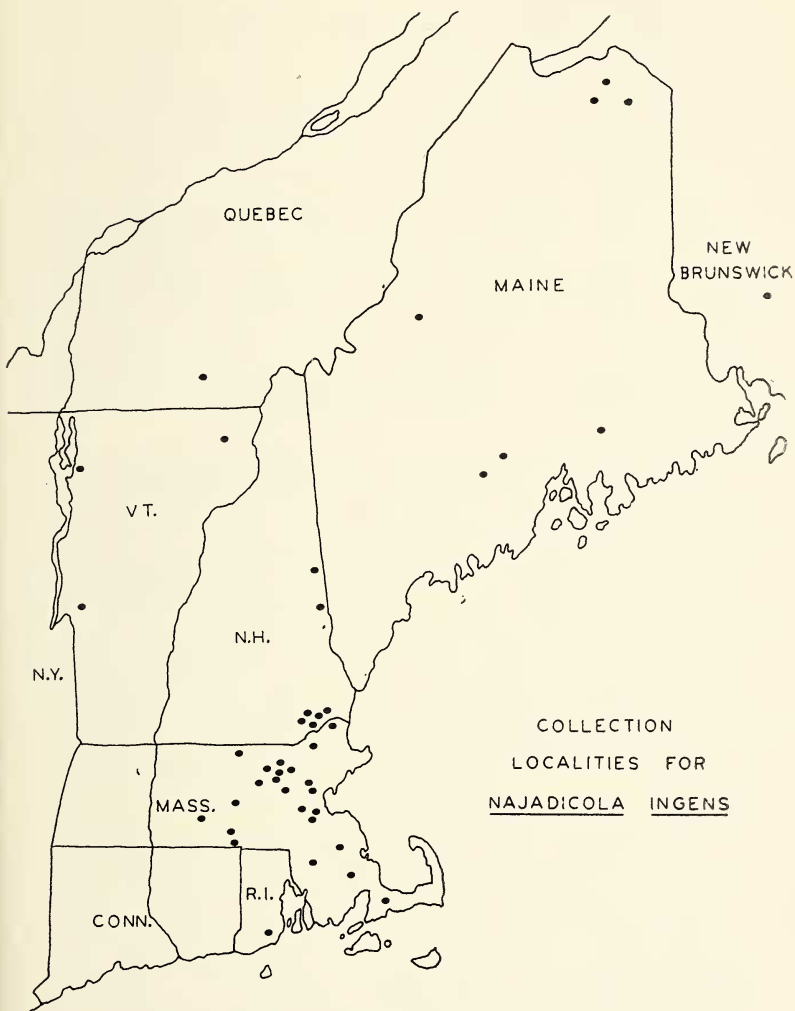 QUEBEC
NEW
BRUNSWICK
MAINE
VT.
N.H.
N.Y.
COLLECTION
LOCALITIES FOR
NAJADICOLA INGENS
MASS.
R.I.
CONN.